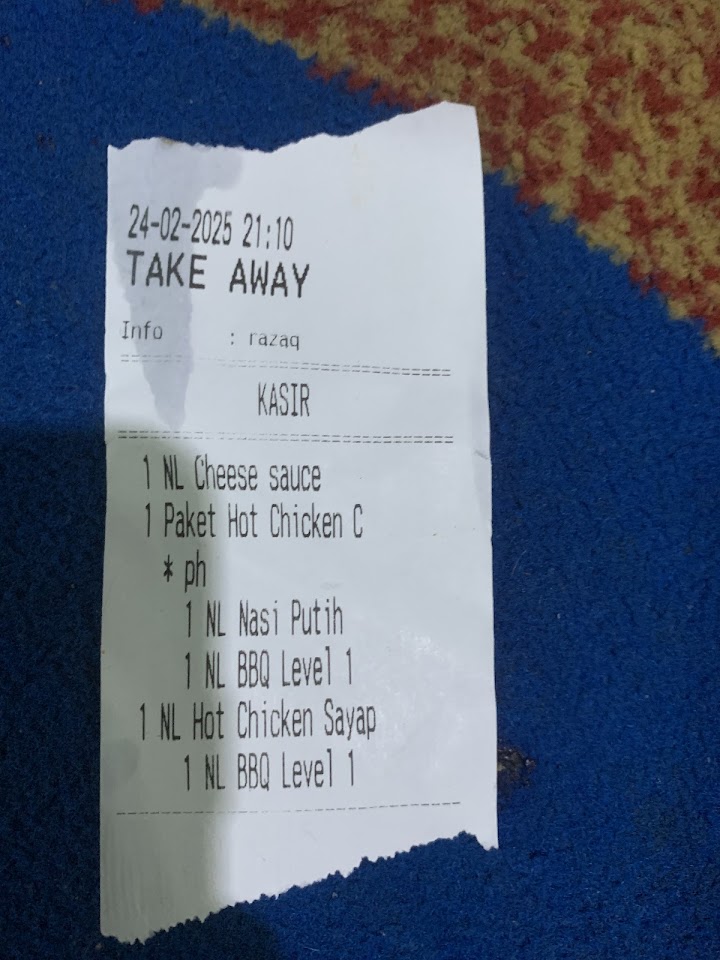 24-02-2025 21:10
TAKE AWAY
Info : razaq
================================================
KASIR
================================================
1 NL Cheese sauce
1 Paket Hot Chicken C
* ph
1 NL Nasi Putih
1 NL BBQ Level 1
1 NL Hot Chicken Sayap
1 NL BBQ Level 1
------------------------------------------------